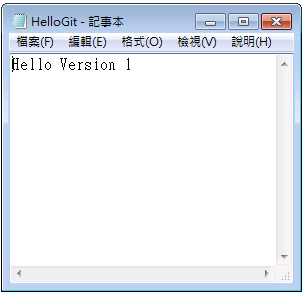 HelloGit - 記事本
檔案(F) 編輯(E) 格式(O) 檢視(V) 說明(H)
Hello Version 1